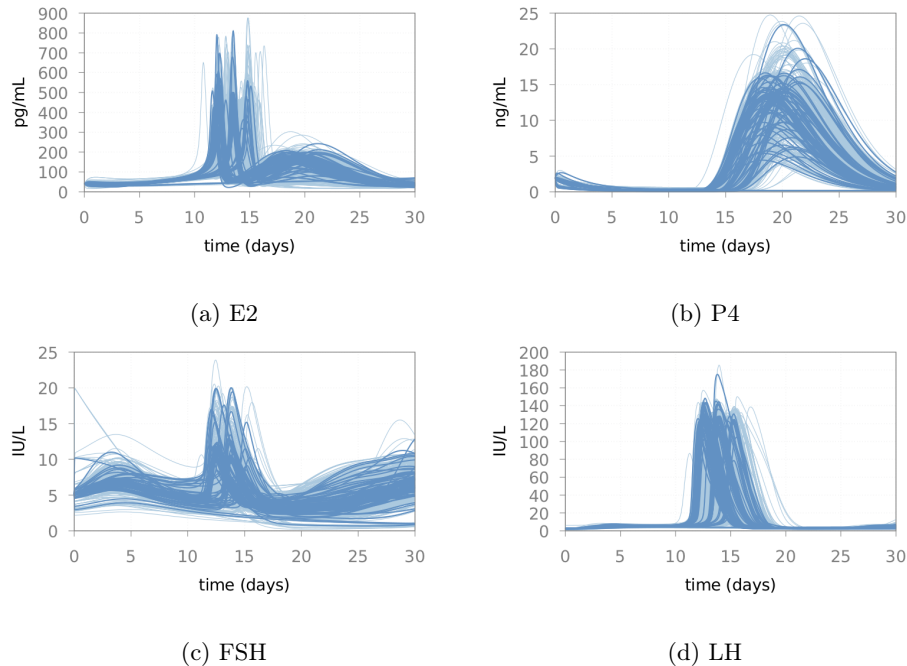 900
800
700
600
500
400
300
200
100
0
pg/mL
0 5 10 15 20 25 30
time (days)
(a) E2
25
20
15
10
5
0
ng/mL
0 5 10 15 20 25 30
time (days)
(b) P4
25
20
15
10
5
0
IU/L
0 5 10 15 20 25 30
time (days)
(c) FSH
200
180
160
140
120
100
80
60
40
20
0
IU/L
0 5 10 15 20 25 30
time (days)
(d) LH